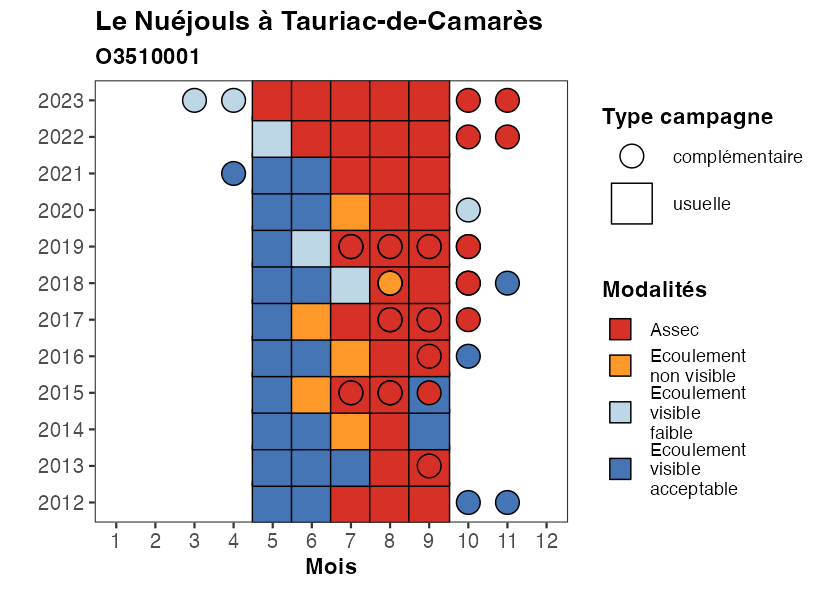 Le Nuéjouls à Tauriac-de-Camarès
O3510001
2023
2022
2021
2020
2019
2018
2017
2016
2015
2014
2013
2012
1 2 3 4 5 6 7 8 9 10 11 12
Mois
Type campagne
complémentaire
usuelle
Modalités
Assec
Ecoulement
non visible
Ecoulement
visible
faible
Ecoulement
visible
acceptable